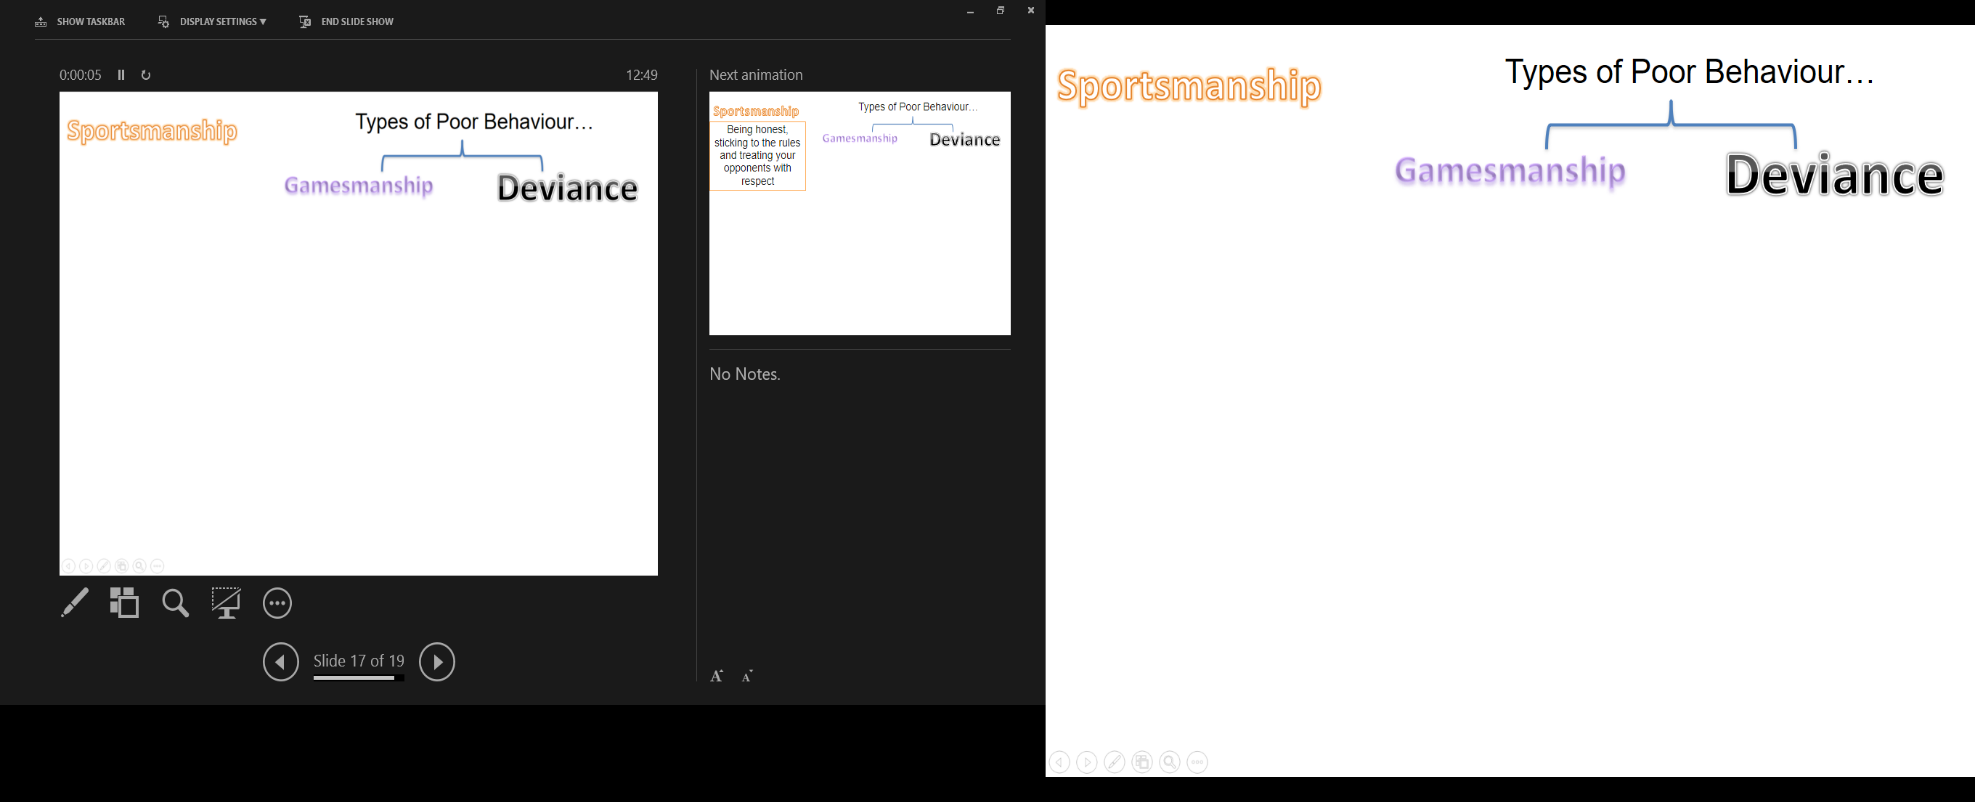 SHOW TASKBAR
DISPLAY SETTINGS ▾
END SLIDE SHOW
0:00:05
12:49
Sportsmanship
Types of Poor Behaviour...
Gamesmanship
Deviance
Slide 17 of 19
Next animation
Sportsmanship
Types of Poor Behaviour...
Being honest,
sticking to the rules
and treating your
opponents with
respect
Gamesmanship
Deviance
No Notes.
A A
Sportsmanship
Types of Poor Behaviour...
Gamesmanship
Deviance